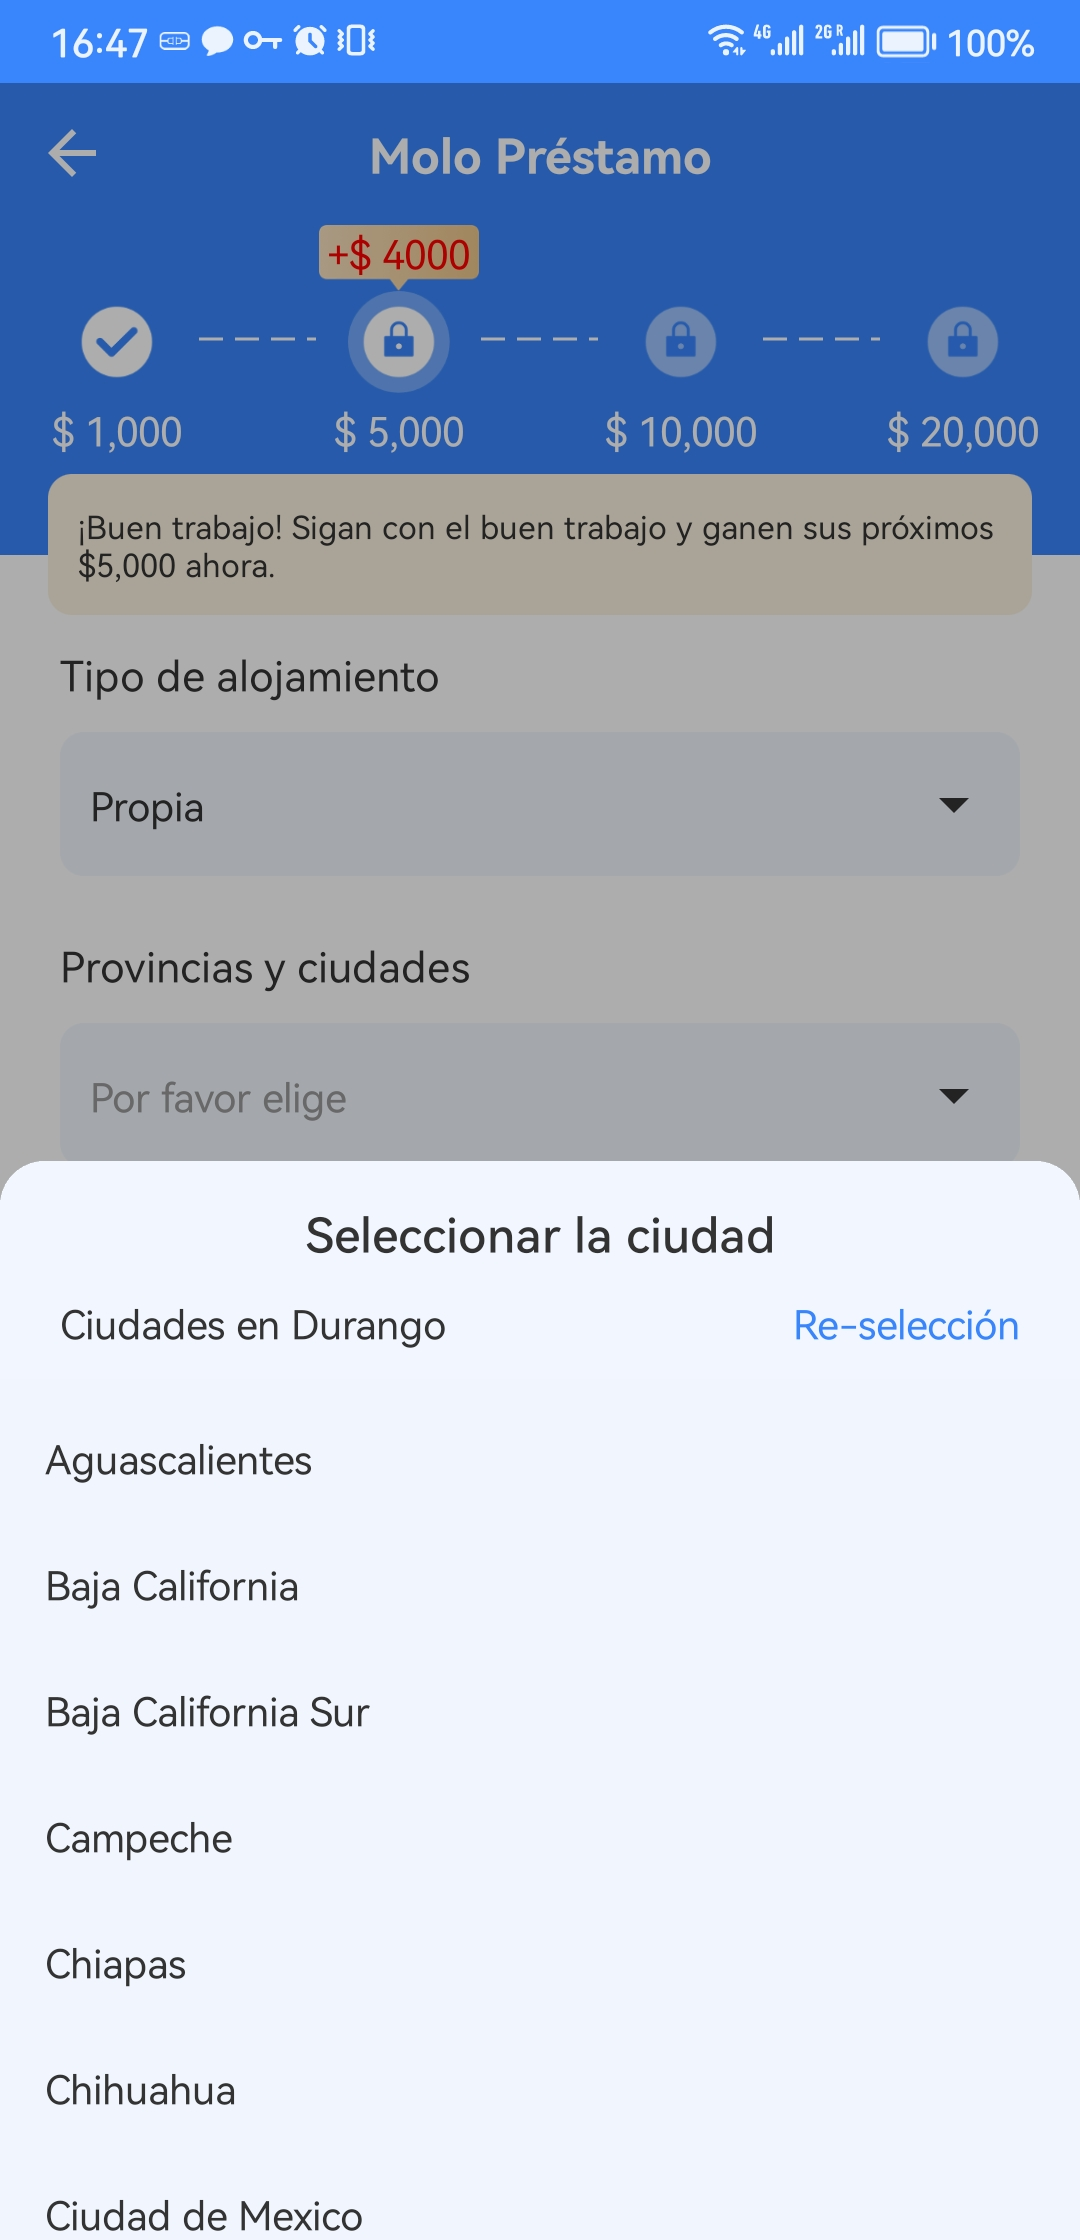 16:47 4G 2G R 100%
Molo Préstamo
+$ 4000
$ 1,000 $ 5,000 $ 10,000 $ 20,000
¡Buen trabajo! Sigan con el buen trabajo y ganen sus próximos
$5,000 ahora.
Tipo de alojamiento
Propia
Provincias y ciudades
Por favor elige
Seleccionar la ciudad
Ciudades en Durango Re-selección
Aguascalientes
Baja California
Baja California Sur
Campeche
Chiapas
Chihuahua
Ciudad de Mexico